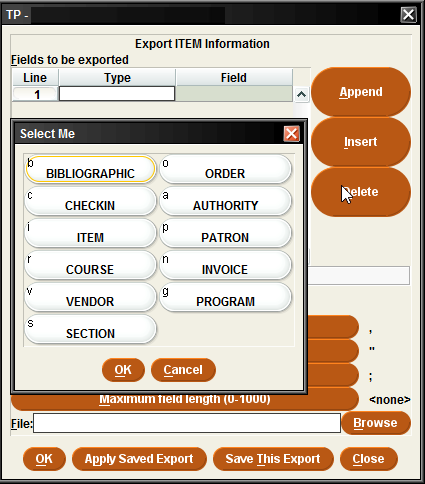 TP -
Export ITEM Information
Fields to be exported
Line Type Field
1
Append
Insert
Delete
Select Me
b BIBLIOGRAPHIC o ORDER
c CHECKIN a AUTHORITY
i ITEM p PATRON
r COURSE n INVOICE
v VENDOR g PROGRAM
s SECTION
OK Cancel
,
"
;
Maximum field length (0-1000) <none>
File: Browse
OK Apply Saved Export Save This Export Close